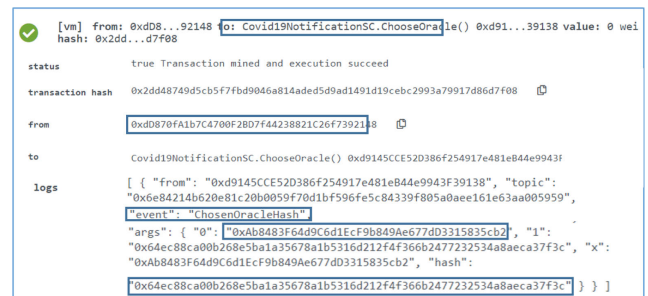 [vm] from: 0xdD8...92148 to: Covid19NotificationSC.ChooseOracle() 0xd91...39138 value: 0 wei
hash: 0x2dd...d7f08
status true Transaction mined and execution succeed
transaction hash 0x2dd48749d5cb5f7fbd9046a814aded5d9ad1491d19cebc2993a79917d86d7f08
from 0xdD870fA1b7C4700F2BD7f44238821C26f7392148
to Covid19NotificationSC.ChooseOracle() 0xd9145CCE52D386f254917e481eB44e9943F
logs [ { "from": "0xd9145CCE52D386f254917e481eB44e9943F39138", "topic":
"0x6e84214b620e81c20b0059f70d1bf596fe5c84339f805a0aee161e63aa005959",
"event": "ChosenOracleHash",
"args": { "0": "0xAb8483F64d9C6d1EcF9b849Ae677dD3315835cb2", "1":
"0x64ec88ca00b268e5ba1a35678a1b5316d212f4f366b2477232534a8aeca37f3c", "x":
"0xAb8483F64d9C6d1EcF9b849Ae677dD3315835cb2", "hash":
"0x64ec88ca00b268e5ba1a35678a1b5316d212f4f366b2477232534a8aeca37f3c" } } ]